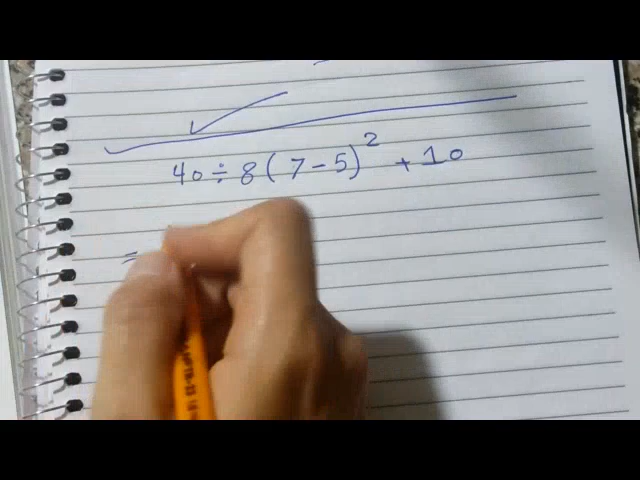 40÷8(7-5)² +10
=